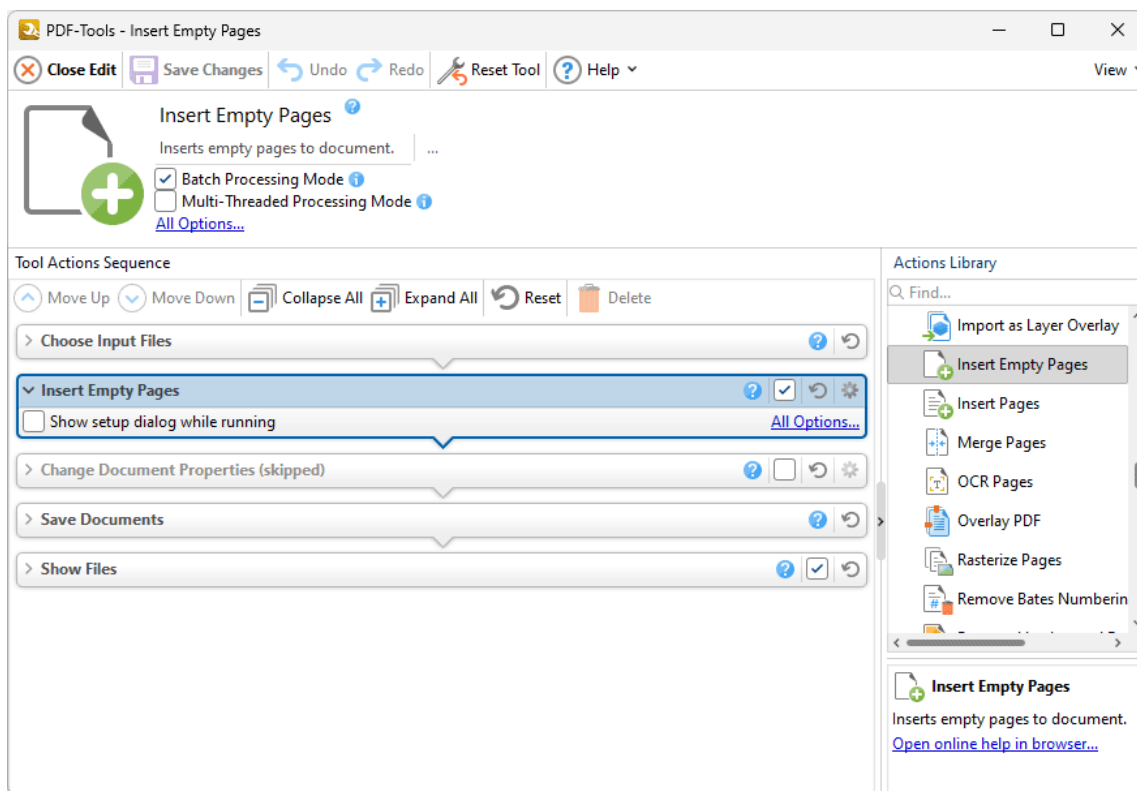 PDF-Tools - Insert Empty Pages
Close Edit Save Changes Undo Redo Reset Tool Help View
Insert Empty Pages
Inserts empty pages to document. ...
Batch Processing Mode
Multi-Threaded Processing Mode
All Options...
Tool Actions Sequence
Move Up Move Down Collapse All Expand All Reset Delete
Choose Input Files
Insert Empty Pages
Show setup dialog while running All Options...
Change Document Properties (skipped)
Save Documents
Show Files
Actions Library
Find...
Import as Layer Overlay
Insert Empty Pages
Insert Pages
Merge Pages
OCR Pages
Overlay PDF
Rasterize Pages
Remove Bates Numberin
Insert Empty Pages
Inserts empty pages to document.
Open online help in browser...